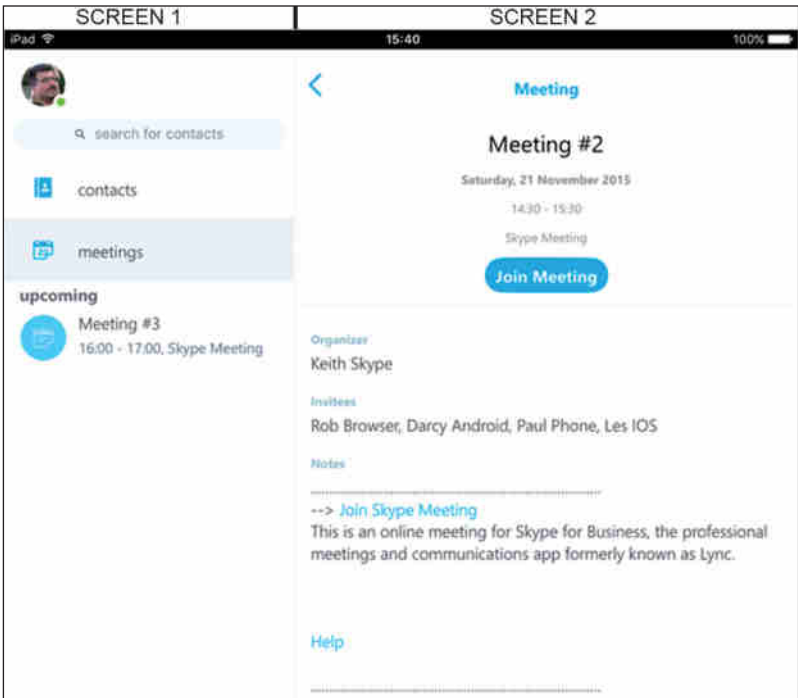 SCREEN 1
SCREEN 2
iPad
15:40
100%
search for contacts
contacts
meetings
upcoming
Meeting #3
16:00 - 17:00, Skype Meeting
Meeting
Meeting #2
Saturday, 21 November 2015
14:30 - 15:30
Skype Meeting
Join Meeting
Organizer
Keith Skype
Invitees
Rob Browser, Darcy Android, Paul Phone, Les IOS
Notes
--> Join Skype Meeting
This is an online meeting for Skype for Business, the professional
meetings and communications app formerly known as Lync.
Help